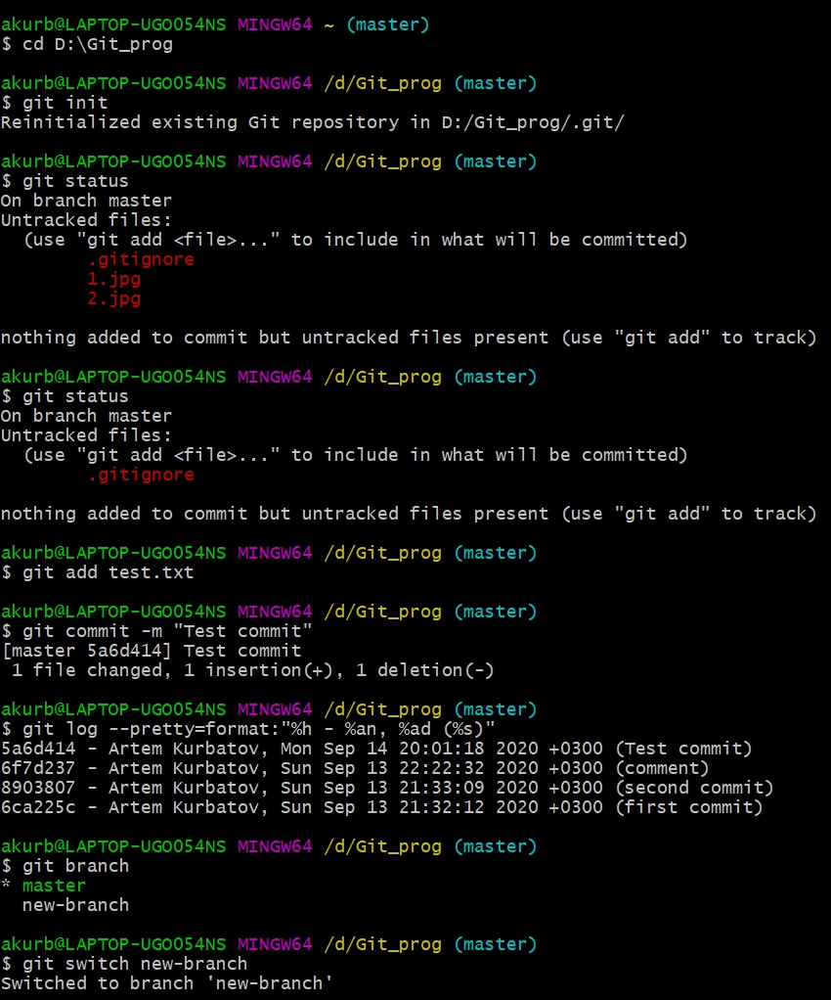 akurb@LAPTOP-UGO054NS MINGW64 ~ (master)
$ cd D:\Git_prog
akurb@LAPTOP-UGO054NS MINGW64 /d/Git_prog (master)
$ git init
Reinitialized existing Git repository in D:/Git_prog/.git/
akurb@LAPTOP-UGO054NS MINGW64 /d/Git_prog (master)
$ git status
On branch master
Untracked files:
  (use "git add <file>..." to include in what will be committed)
        .gitignore
        1.jpg
        2.jpg
nothing added to commit but untracked files present (use "git add" to track)
akurb@LAPTOP-UGO054NS MINGW64 /d/Git_prog (master)
$ git status
On branch master
Untracked files:
  (use "git add <file>..." to include in what will be committed)
        .gitignore
nothing added to commit but untracked files present (use "git add" to track)
akurb@LAPTOP-UGO054NS MINGW64 /d/Git_prog (master)
$ git add test.txt
akurb@LAPTOP-UGO054NS MINGW64 /d/Git_prog (master)
$ git commit -m "Test commit"
[master 5a6d414] Test commit
 1 file changed, 1 insertion(+), 1 deletion(-)
akurb@LAPTOP-UGO054NS MINGW64 /d/Git_prog (master)
$ git log --pretty=format:"%h - %an, %ad (%s)"
5a6d414 - Artem Kurbatov, Mon Sep 14 20:01:18 2020 +0300 (Test commit)
6f7d237 - Artem Kurbatov, Sun Sep 13 22:22:32 2020 +0300 (comment)
8903807 - Artem Kurbatov, Sun Sep 13 21:33:09 2020 +0300 (second commit)
6ca225c - Artem Kurbatov, Sun Sep 13 21:32:12 2020 +0300 (first commit)
akurb@LAPTOP-UGO054NS MINGW64 /d/Git_prog (master)
$ git branch
* master
  new-branch
akurb@LAPTOP-UGO054NS MINGW64 /d/Git_prog (master)
$ git switch new-branch
Switched to branch 'new-branch'